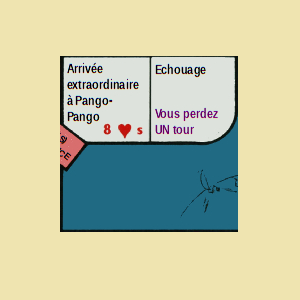 Arrivée
extraordinaire
à Pango-
Pango
8 ♥ s
Echouage
Vous perdez
UN tour